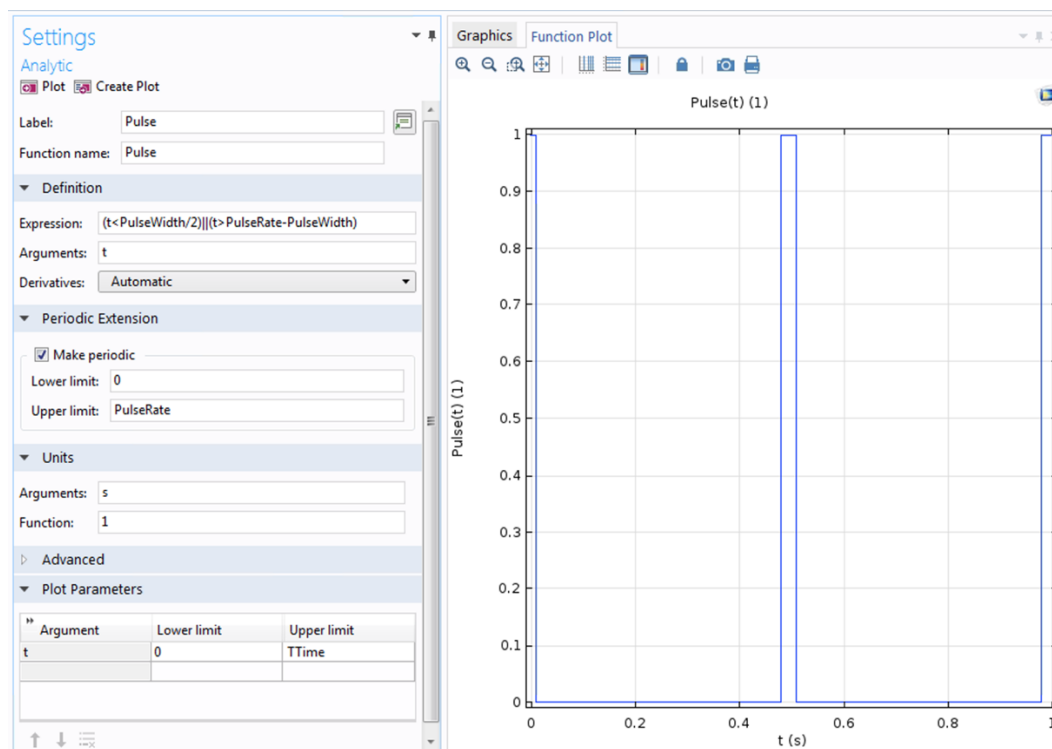 Settings
Analytic
Plot Create Plot
Label: Pulse
Function name: Pulse
Definition
Expression: (t<PulseWidth/2)||(t>PulseRate-PulseWidth)
Arguments: t
Derivatives: Automatic
Periodic Extension
Make periodic
Lower limit: 0
Upper limit: PulseRate
Units
Arguments: s
Function: 1
Advanced
Plot Parameters
Argument Lower limit Upper limit
t 0 TTime
Graphics Function Plot
Pulse(t) (1)
Pulse(t) (1)
1
0.9
0.8
0.7
0.6
0.5
0.4
0.3
0.2
0.1
0
0 0.2 0.4 0.6 0.8 1
t (s)